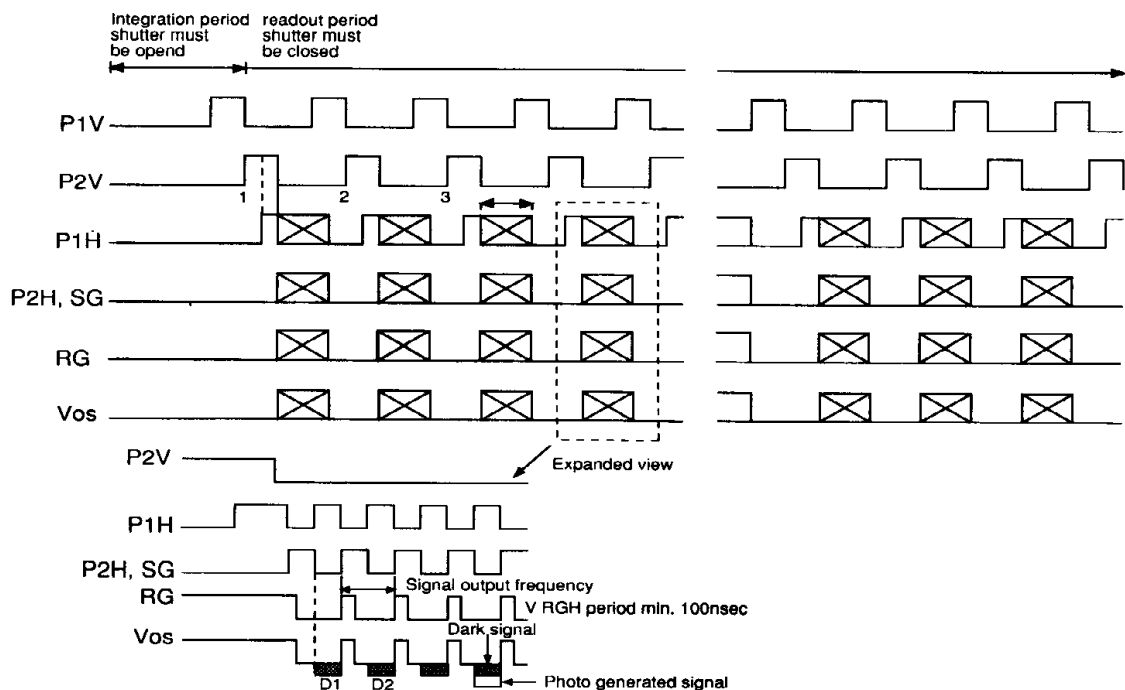 Integration period
shutter must
be opend
readout period
shutter must
be closed
P1V
P2V
1
2
3
P1H
P2H, SG
RG
Vos
P2V
Expanded view
P1H
P2H, SG
Signal output frequency
RG
V RGH period min. 100nsec
Vos
Dark signal
D1
D2
Photo generated signal